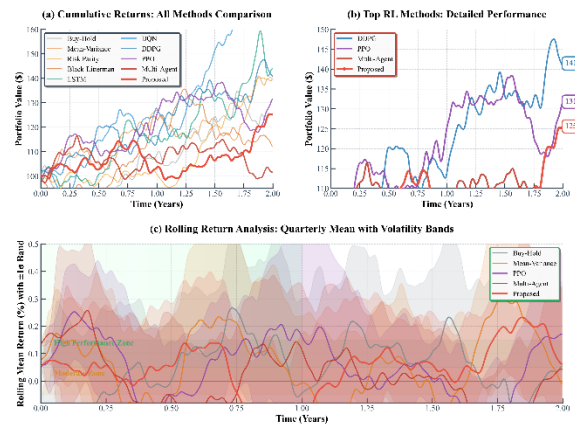 (a) Cumulative Returns: All Methods Comparison
Buy-Hold
Mean-Variance
Risk Parity
Black-Litterman
LSTM
DQN
DDPG
PPO
Multi-Agent
Proposed
Portfolio Value ($)
160
150
140
130
120
110
100
0.00 0.25 0.50 0.75 1.00 1.25 1.50 1.75 2.00
Time (Years)
(b) Top RL Methods: Detailed Performance
DDPG
PPO
Multi-Agent
Proposed
Portfolio Value ($)
150
145
140
135
130
125
120
115
110
0.00 0.25 0.50 0.75 1.00 1.25 1.50 1.75 2.00
Time (Years)
(c) Rolling Return Analysis: Quarterly Mean with Volatility Bands
Buy-Hold
Mean-Variance
PPO
Multi-Agent
Proposed
Rolling Mean Return (%) with ±1σ Band
0.5
0.4
0.3
0.2
0.1
0.0
High Performance Zone
Zone
0.00 0.25 0.50 0.75 1.00 1.25 1.50 1.75 2.00
Time (Years)